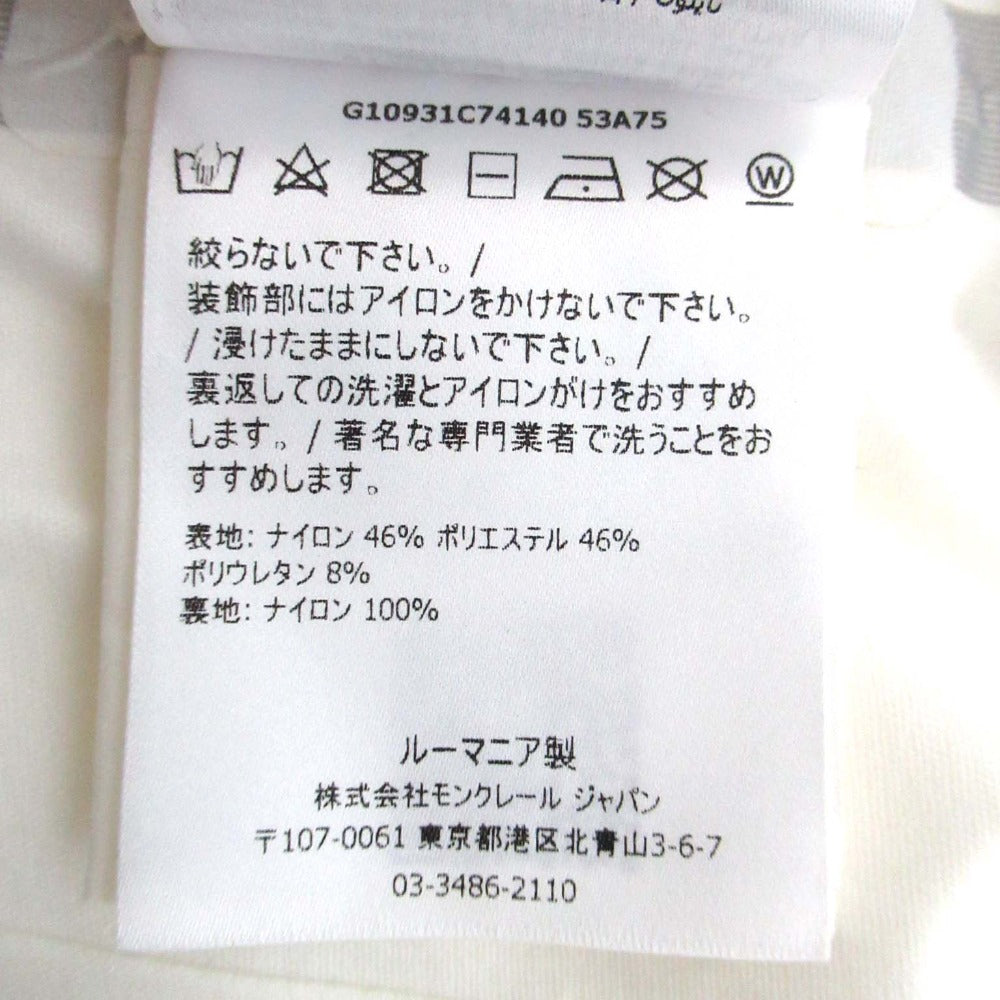 G10931C74140 53A75
W
絞らないで下さい。/
装飾部にはアイロンをかけないで下さい。
/ 浸けたままにしないで下さい。/
裏返しての洗濯とアイロンがけをおすすめ
します。/ 著名な専門業者で洗うことをお
すすめします。
表地: ナイロン 46% ポリエステル 46%
ポリウレタン 8%
裏地: ナイロン 100%
ルーマニア製
株式会社モンクレール ジャパン
〒107-0061 東京都港区北青山3-6-7
03-3486-2110